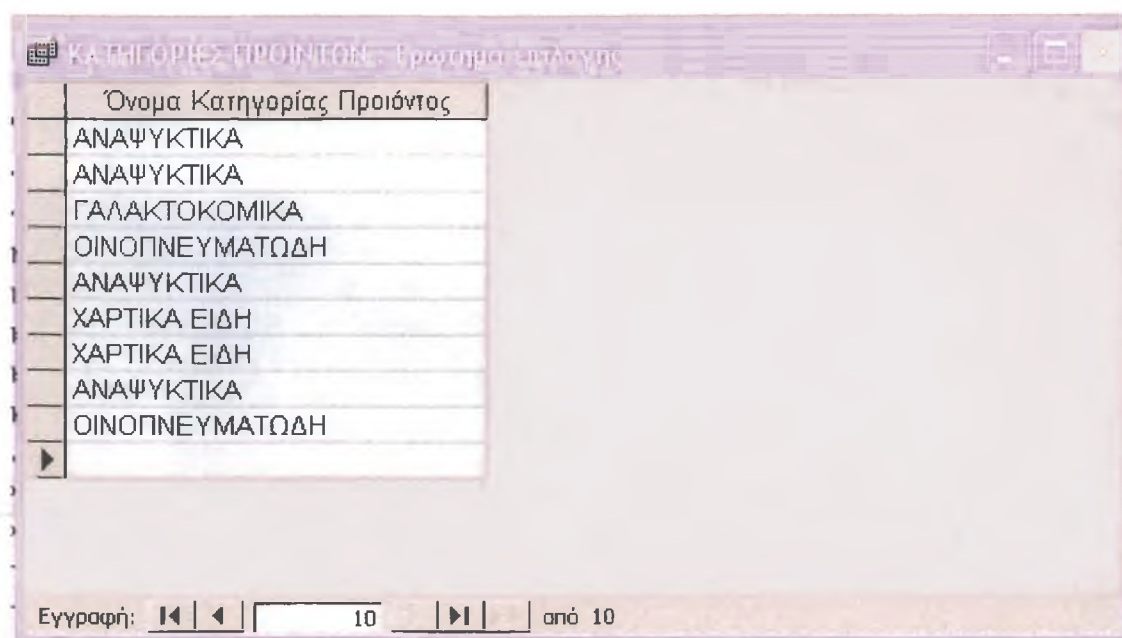 ΚΑΤΗΓΟΡΙΕΣ ΠΡΟΙΝΤΟΝ : Ερώτημα επιλογής
Όνομα Κατηγορίας Προιόντος
ΑΝΑΨΥΚΤΙΚΑ
ΑΝΑΨΥΚΤΙΚΑ
ΓΑΛΑΚΤΟΚΟΜΙΚΑ
ΟΙΝΟΠΝΕΥΜΑΤΩΔΗ
ΑΝΑΨΥΚΤΙΚΑ
ΧΑΡΤΙΚΑ ΕΙΔΗ
ΧΑΡΤΙΚΑ ΕΙΔΗ
ΑΝΑΨΥΚΤΙΚΑ
ΟΙΝΟΠΝΕΥΜΑΤΩΔΗ
Εγγραφή: 10 από 10